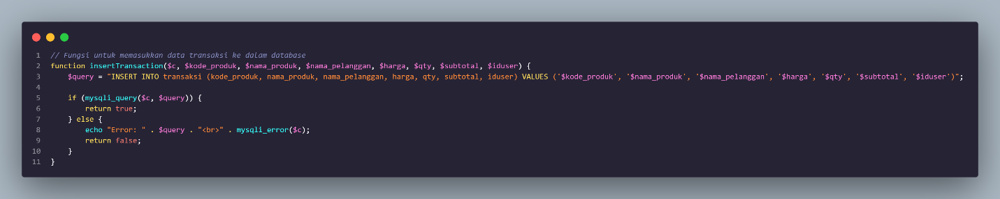 1 // Fungsi untuk memasukkan data transaksi ke dalam database
2 function insertTransaction($c, $kode_produk, $nama_produk, $nama_pelanggan, $harga, $qty, $subtotal, $iduser) {
3     $query = "INSERT INTO transaksi (kode_produk, nama_produk, nama_pelanggan, harga, qty, subtotal, iduser) VALUES ('$kode_produk', '$nama_produk', '$nama_pelanggan', '$harga', '$qty', '$subtotal', '$iduser')";
4
5     if (mysqli_query($c, $query)) {
6         return true;
7     } else {
8         echo "Error: " . $query . "<br>" . mysqli_error($c);
9         return false;
10     }
11 }